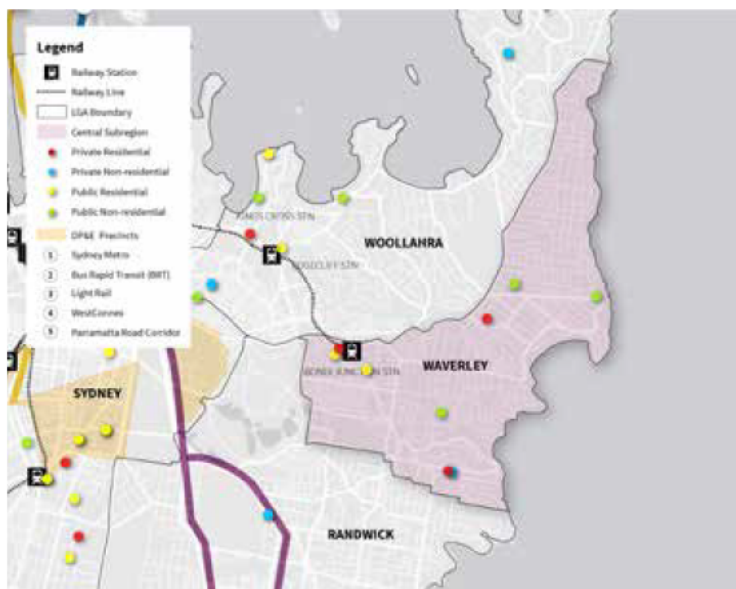 Legend
Railway Station
Railway Line
LGA Boundary
Central Subregion
Private Residential
Private Non-residential
Public Residential
Public Non-residential
DP&E Precincts
1 Sydney Metro
2 Bus Rapid Transit (BRT)
3 Light Rail
4 WestConnex
5 Parramatta Road Corridor
KINGS CROSS STN
WOOLLAHRA
EDGECLIFF STN
BONDI JUNCTION STN
WAVERLEY
SYDNEY
RANDWICK